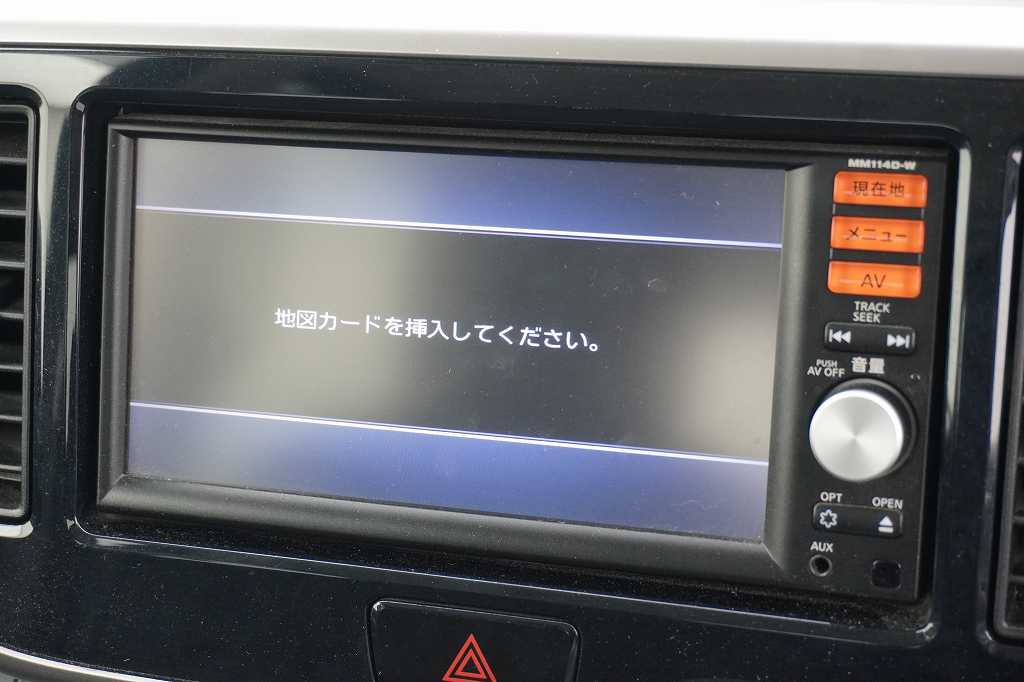 MM114D-W
現在地
メニュー
AV
地図カードを挿入してください。
TRACK
SEEK
PUSH
AV OFF
音量
OPT
OPEN
AUX